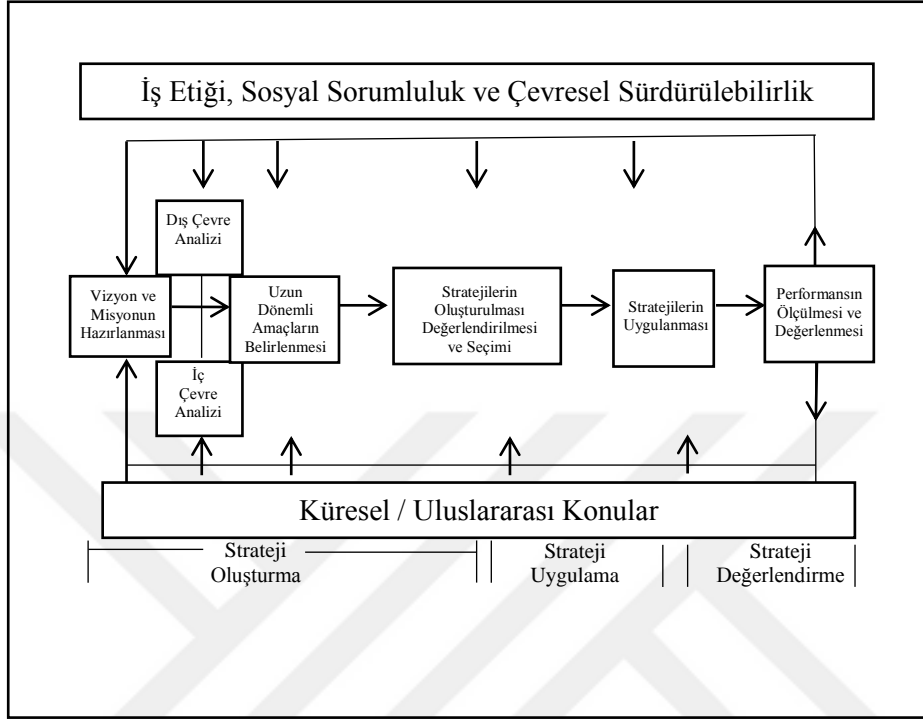 İş Etiği, Sosyal Sorumluluk ve Çevresel Sürdürülebilirlik
Dış Çevre
Analizi
Vizyon ve
Misyonun
Hazırlanması
Uzun
Dönemli
Amaçların
Belirlenmesi
Stratejilerin
Oluşturulması
Değerlendirilmesi
ve Seçimi
Stratejilerin
Uygulanması
Performansın
Ölçülmesi ve
Değerlenmesi
İç
Çevre
Analizi
Küresel / Uluslararası Konular
Strateji
Oluşturma
Strateji
Uygulama
Strateji
Değerlendirme